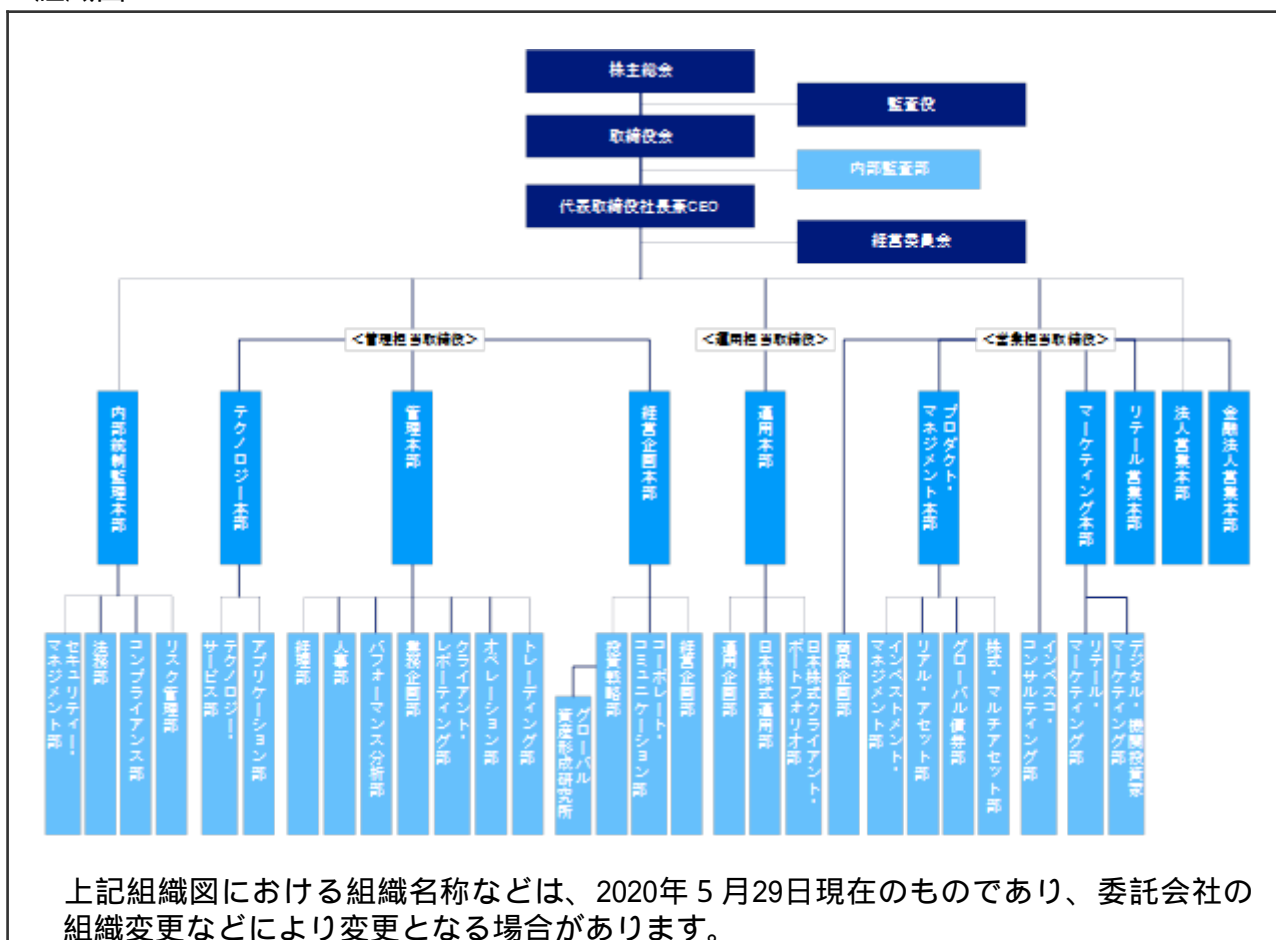 株主総会
監査役
取締役会
内部監査部
代表取締役社長兼CEO
経営委員会
＜管理担当取締役＞
＜運用担当取締役＞
＜営業担当取締役＞
内部統制監理本部
テクノロジー本部
管理本部
経営企画本部
運用本部
プロダクト・
マネジメント本部
マーケティング本部
リテール営業本部
法人営業本部
金融法人営業本部
セキュリティー・
マネジメント部
法務部
コンプライアンス部
リスク管理部
テクノロジー・
サービス部
アプリケーション部
経理部
人事部
パフォーマンス分析部
業務企画部
クライアント・
レポーティング部
オペレーション部
トレーディング部
グローバル
資産形成研究所
投資戦略部
コーポレート・
コミュニケーション部
経営企画部
運用企画部
日本株式運用部
日本株式クライアント・
ポートフォリオ部
商品企画部
インベストメント・
マネジメント部
リアル・アセット部
グローバル債券部
株式・マルチアセット部
インベスコ・
コンサルティング部
リテール・
マーケティング部
デジタル・機関投資家
マーケティング部
上記組織図における組織名称などは、2020年５月29日現在のものであり、委託会社の
組織変更などにより変更となる場合があります。